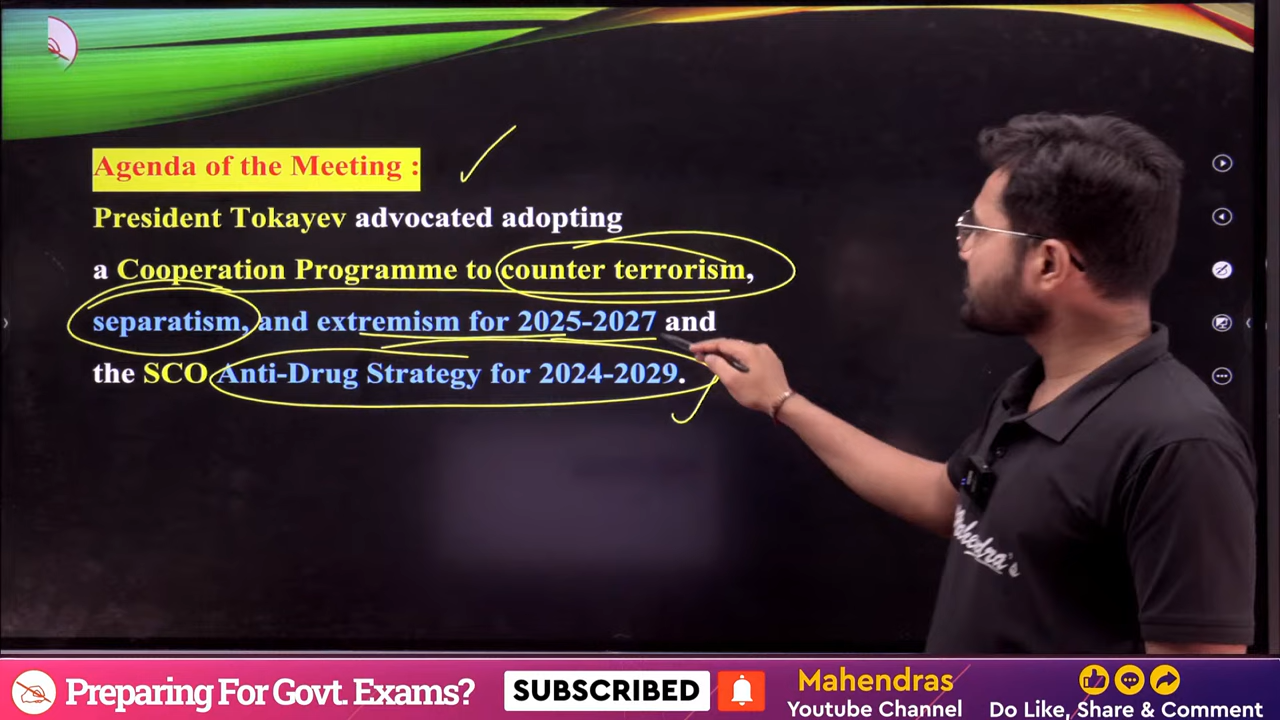 Agenda of the Meeting :
President Tokayev advocated adopting
a Cooperation Programme to counter terrorism,
separatism, and extremism for 2025-2027 and
the SCO Anti-Drug Strategy for 2024-2029.
Mahendra's
Preparing For Govt. Exams?
SUBSCRIBED
Mahendras
Youtube Channel
Do Like, Share & Comment